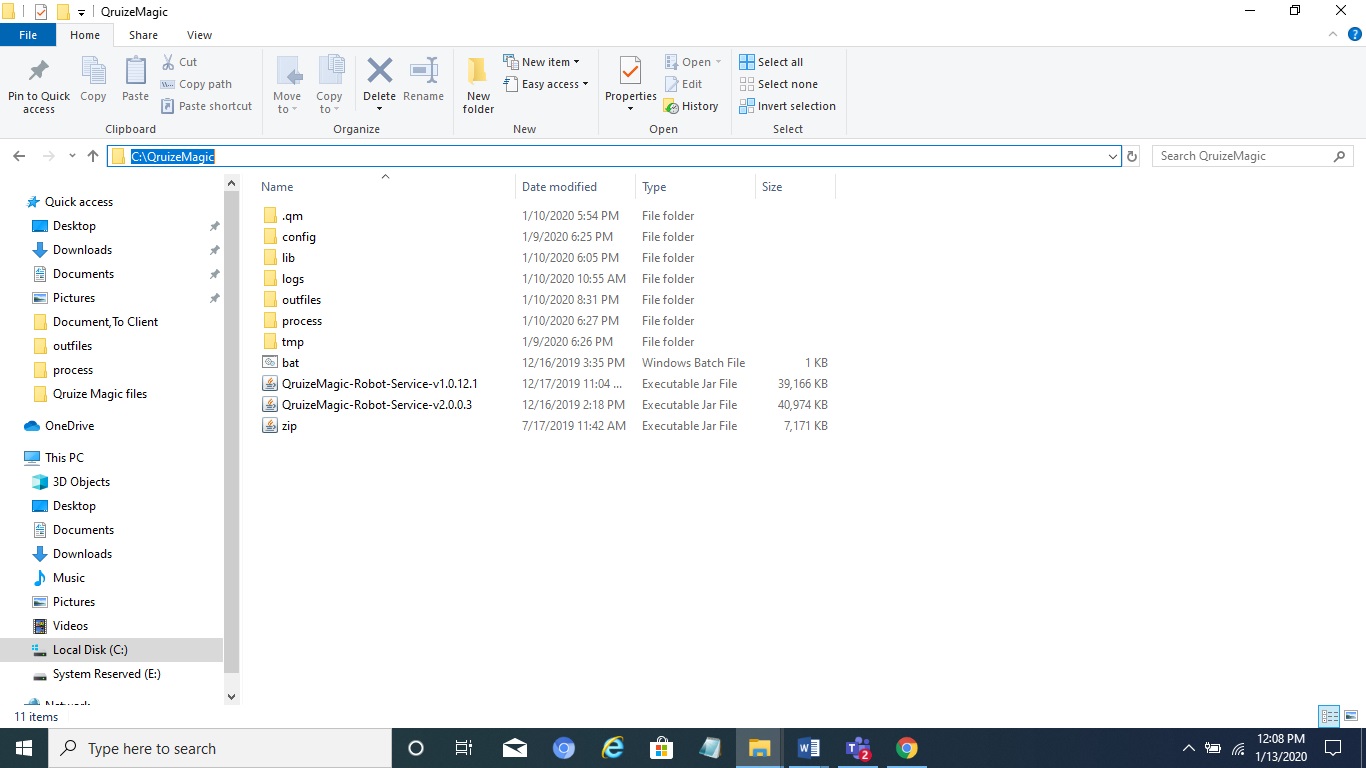 QruizeMagic
File Home Share View ?
Pin to Quick access
Copy
Paste
Cut
Copy path
Paste shortcut
Clipboard
Move to
Copy to
Delete
Rename
Organize
New folder
New item
Easy access
New
Properties
Open
Edit
History
Open
Select all
Select none
Invert selection
Select
C:\QruizeMagic
Search QruizeMagic
Quick access
Desktop
Downloads
Documents
Pictures
Document,To Client
outfiles
process
Qruize Magic files
OneDrive
This PC
3D Objects
Desktop
Documents
Downloads
Music
Pictures
Videos
Local Disk (C:)
System Reserved (E:)
Network
Name Date modified Type Size
.qm 1/10/2020 5:54 PM File folder
config 1/9/2020 6:25 PM File folder
lib 1/10/2020 6:05 PM File folder
logs 1/10/2020 10:55 AM File folder
outfiles 1/10/2020 8:31 PM File folder
process 1/10/2020 6:27 PM File folder
tmp 1/9/2020 6:26 PM File folder
bat 12/16/2019 3:35 PM Windows Batch File 1 KB
QruizeMagic-Robot-Service-v1.0.12.1 12/17/2019 11:04 ... Executable Jar File 39,166 KB
QruizeMagic-Robot-Service-v2.0.0.3 12/16/2019 2:18 PM Executable Jar File 40,974 KB
zip 7/17/2019 11:42 AM Executable Jar File 7,171 KB
11 items
Type here to search
2
12:08 PM
1/13/2020